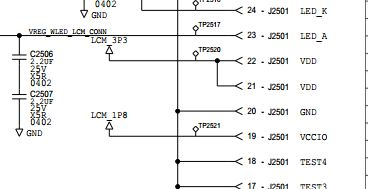 0402
GND
24 - J2501 LED_K
TP2517
VREG_WLED_LCM_CONN
23 - J2501 LED_A
LCM_3P3
TP2520
C2506
2.2UF
25V
X5R
0402
22 - J2501 VDD
21 - J2501 VDD
C2507
2.2UF
25V
X5R
0402
GND
20 - J2501 GND
LCM_1P8
TP2521
19 - J2501 VCCIO
18 - J2501 TEST4
17 - J2501 TEST3